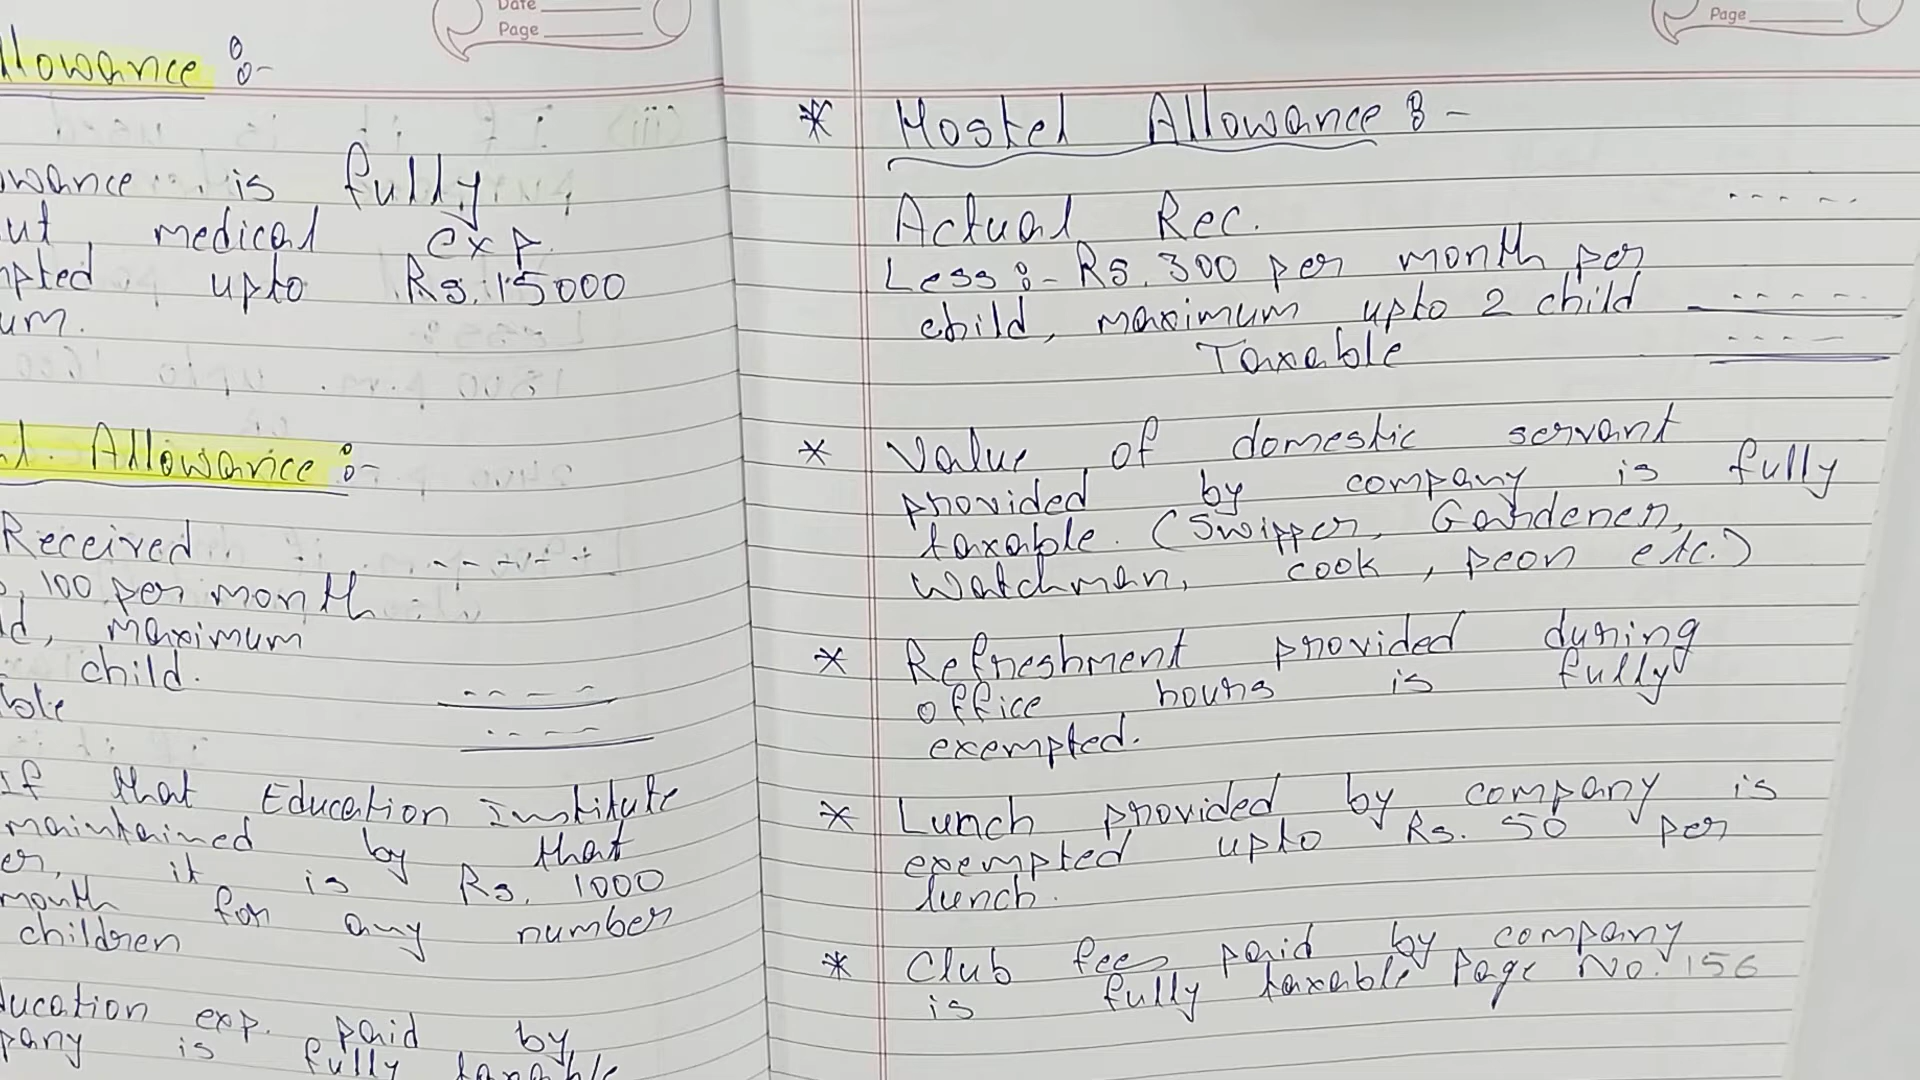 Date
Page
llowance :-
owance is fully
ut medical exp.
mpted upto Rs. 15000
um.
t. Allowance :-
Received
100 per month
ld, maximum
child.
ble
If that Education Institute
maintained by that
er, it is Rs. 1000
month for any number
children
ducation exp. paid by
pany is fully taxable
Page
* Hostel Allowance :-
Actual Rec.
Less :- Rs. 300 per month per
child, maximum upto 2 child
Taxable
* Value of domestic servant
provided by company is fully
taxable. (Swipper, Gardener,
Watchman, cook, peon etc.)
* Refreshment provided during
office hours is fully
exempted.
* Lunch provided by company is
exempted upto Rs. 50 per
lunch.
* Club fees paid by company
is fully taxable Page No. 156